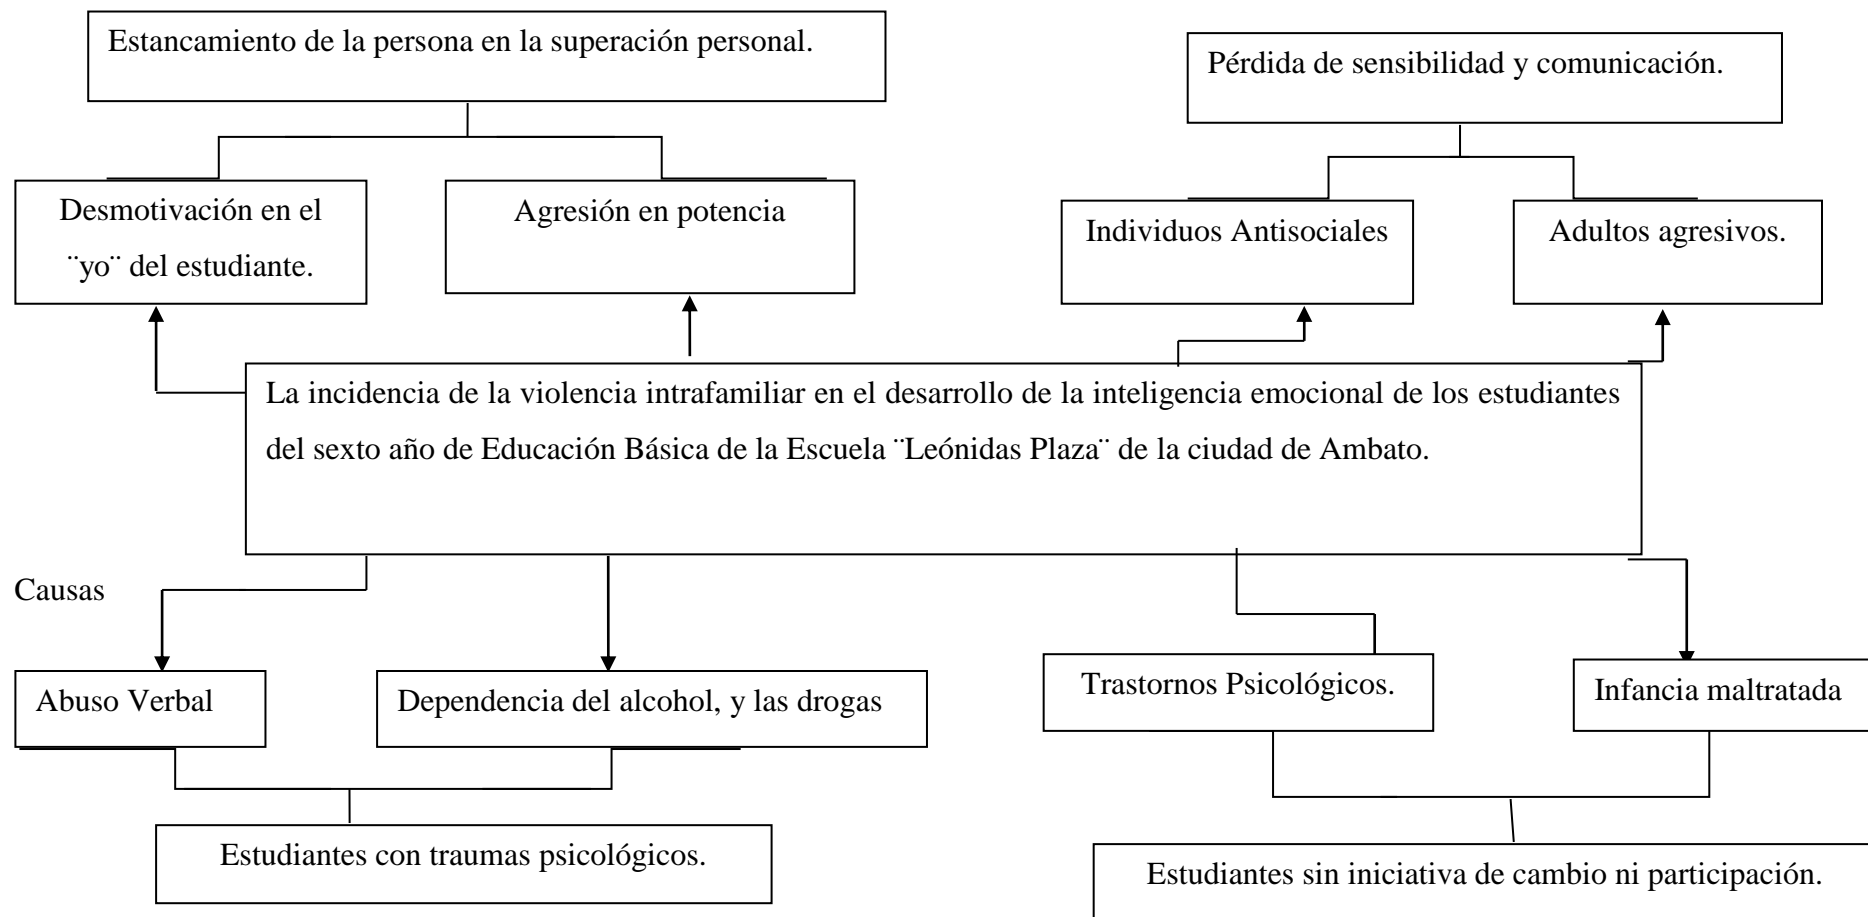 Estancamiento de la persona en la superación personal.
Pérdida de sensibilidad y comunicación.
Desmotivación en el
¨yo¨ del estudiante.
Agresión en potencia
Individuos Antisociales
Adultos agresivos.
La incidencia de la violencia intrafamiliar en el desarrollo de la inteligencia emocional de los estudiantes
del sexto año de Educación Básica de la Escuela ¨Leónidas Plaza¨ de la ciudad de Ambato.
Causas
Abuso Verbal
Dependencia del alcohol, y las drogas
Trastornos Psicológicos.
Infancia maltratada
Estudiantes con traumas psicológicos.
Estudiantes sin iniciativa de cambio ni participación.